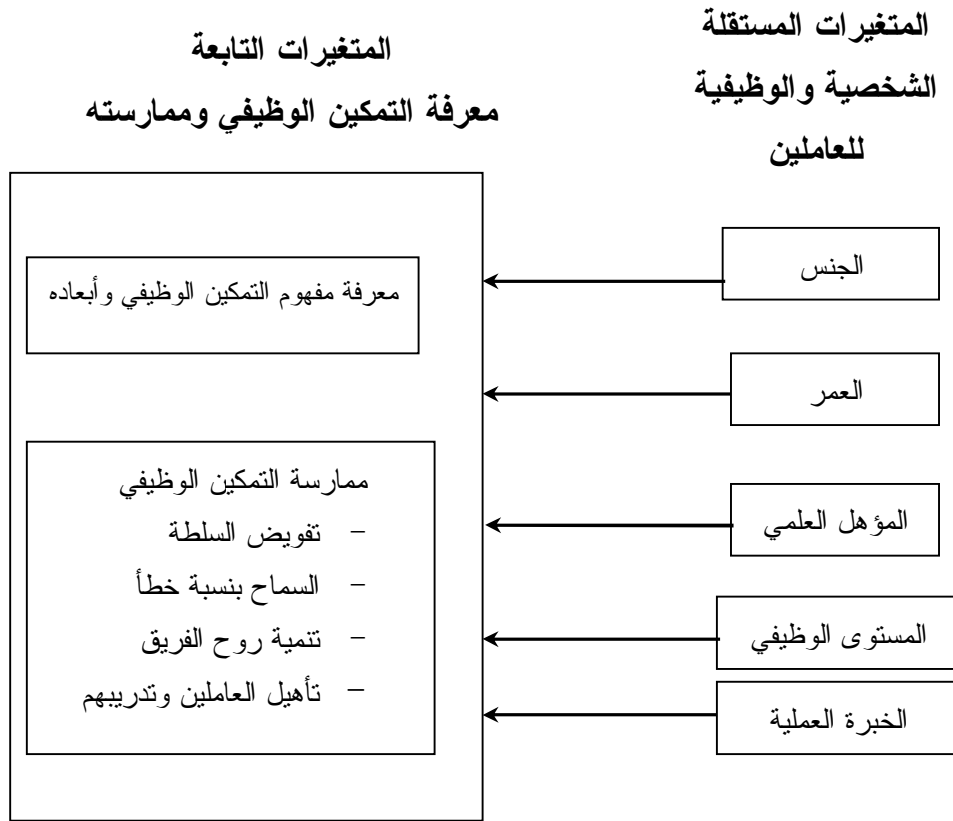 المتغيرات المستقلة
الشخصية والوظيفية
للعاملين
المتغيرات التابعة
معرفة التمكين الوظيفي وممارسته
الجنس
العمر
المؤهل العلمي
المستوى الوظيفي
الخبرة العملية
معرفة مفهوم التمكين الوظيفي وأبعاده
ممارسة التمكين الوظيفي
– تفويض السلطة
– السماح بنسبة خطأ
– تنمية روح الفريق
– تأهيل العاملين وتدريبهم